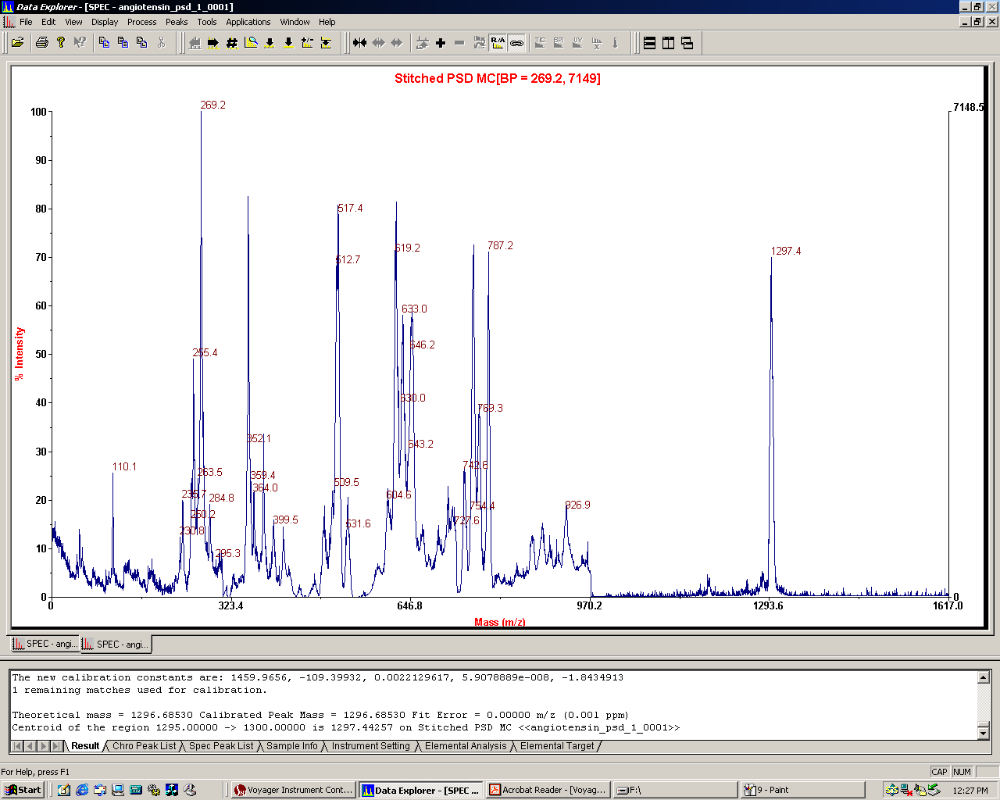 Data Explorer - [SPEC - angiotensin_psd_1_0001]
File Edit View Display Process Peaks Tools Applications Window Help
R/A TIC BPI UV
Stitched PSD MC[BP = 269.2, 7149]
269.2
100 7148.5
90
80 517.4
70 612.7 619.2 787.2 1297.4
60 633.0
50 255.4 646.2
40 630.0 769.3
30 352.1 643.2
110.1 263.5 359.4 742.6
20 235.7 284.8 364.0 509.5 604.6 754.4 926.9
250.2 399.5 531.6 727.6
10 230.8 295.3
0 0
0 323.4 646.8 970.2 1293.6 1617.0
% Intensity
Mass (m/z)
SPEC - angi... SPEC - angi...
The new calibration constants are: 1459.9656, -109.39932, 0.0022129617, 5.9078889e-008, -1.8434913
1 remaining matches used for calibration.
Theoretical mass = 1296.68530 Calibrated Peak Mass = 1296.68530 Fit Error = 0.00000 m/z (0.001 ppm)
Centroid of the region 1295.00000 -> 1300.00000 is 1297.44257 on Stitched PSD MC <<angiotensin_psd_1_0001>>
Result Chro Peak List Spec Peak List Sample Info Instrument Setting Elemental Analysis Elemental Target
For Help, press F1 CAP NUM
Start Voyager Instrument Cont... Data Explorer - [SPEC ... Acrobat Reader - [Voyag... F:\ 9 - Paint 12:27 PM